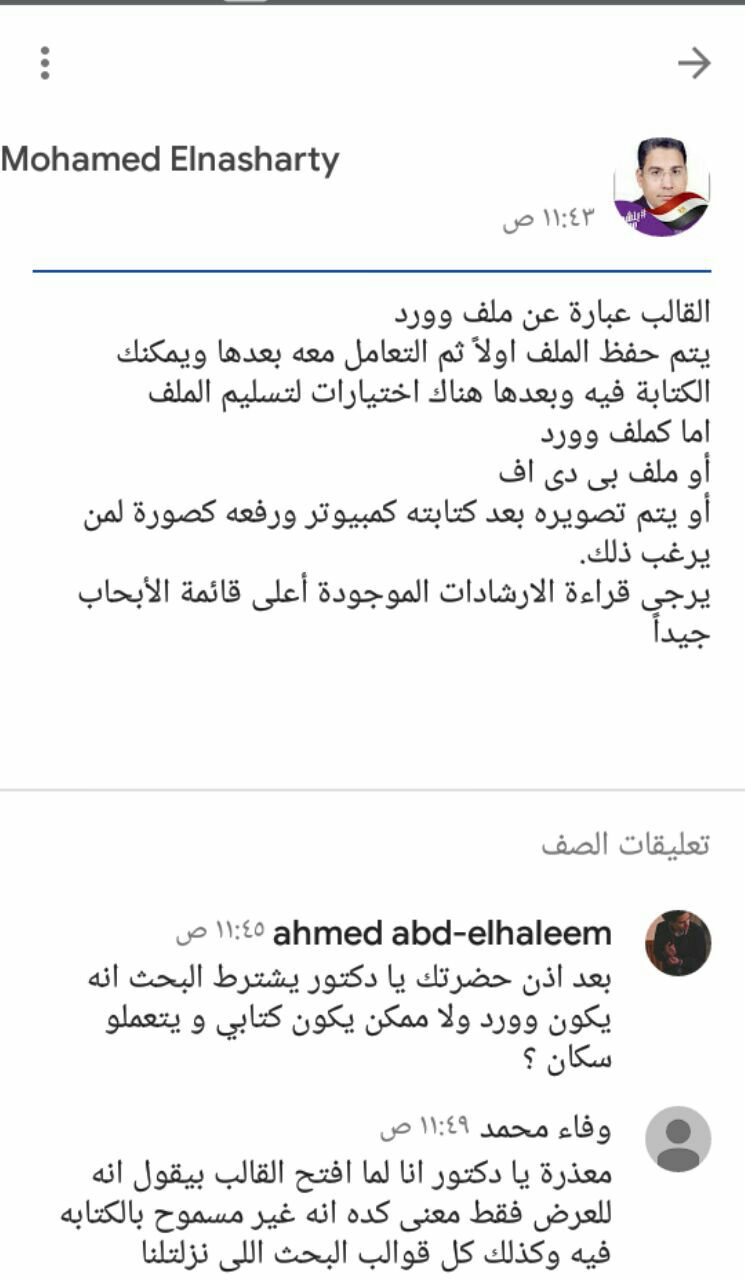 Mohamed Elnasharty
١١:٤٣ ص
القالب عبارة عن ملف وورد
يتم حفظ الملف اولاً ثم التعامل معه بعدها ويمكنك
الكتابة فيه وبعدها هناك اختيارات لتسليم الملف
اما كملف وورد
أو ملف بى دى اف
أو يتم تصويره بعد كتابته كمبيوتر ورفعه كصورة لمن
يرغب ذلك.
يرجى قراءة الارشادات الموجودة أعلى قائمة الأبحاب
جيداً
تعليقات الصف
ahmed abd-elhaleem ١١:٤٥ ص
بعد اذن حضرتك يا دكتور يشترط البحث انه
يكون وورد ولا ممكن يكون كتابي و يتعملو
سكان ؟
وفاء محمد ١١:٤٩ ص
معذرة يا دكتور انا لما افتح القالب بيقول انه
للعرض فقط معنى كده انه غير مسموح بالكتابه
فيه وكذلك كل قوالب البحث اللى نزلتلنا